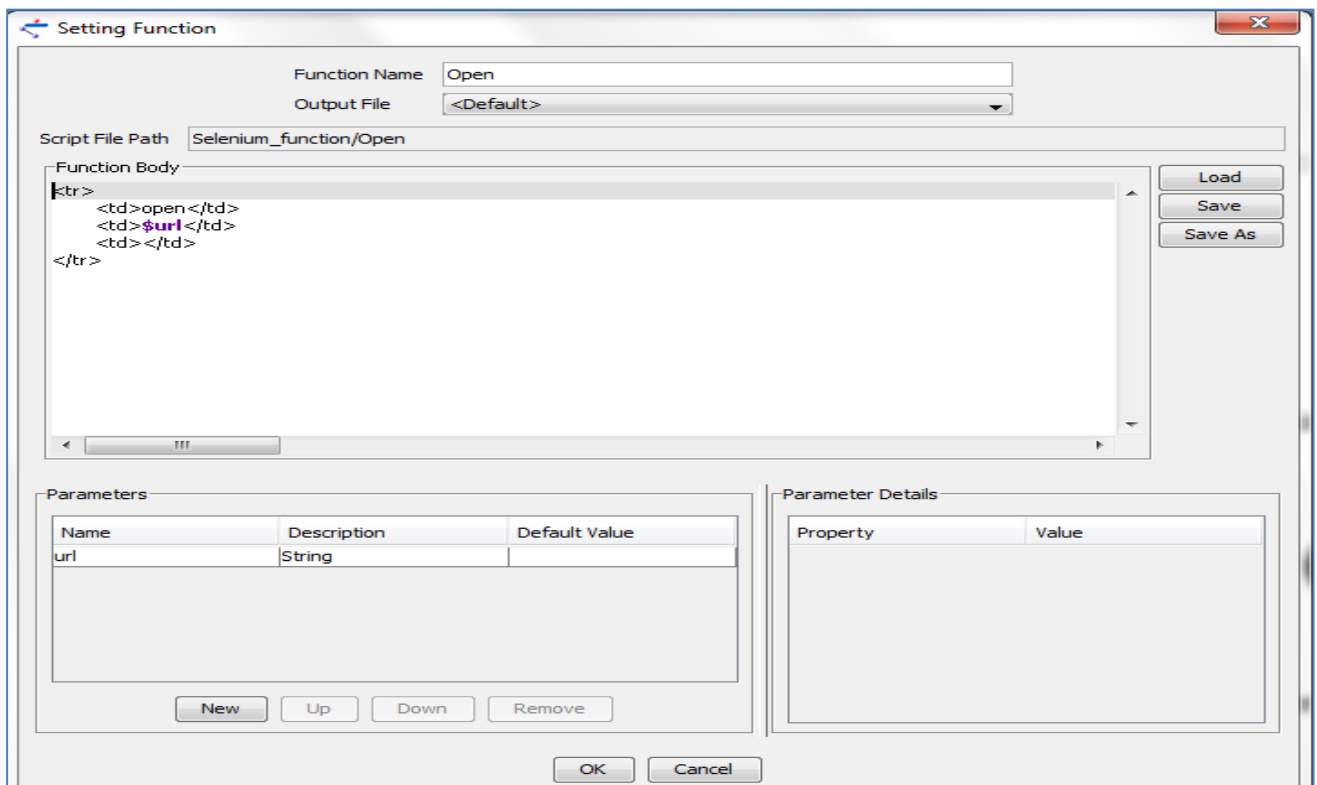 Setting Function
Function Name Open
Output File <Default>
Script File Path Selenium_function/Open
Function Body
<tr>
<td>open</td>
<td>$url</td>
<td></td>
</tr>
Load
Save
Save As
Parameters
Name Description Default Value
url String
New Up Down Remove
Parameter Details
Property Value
OK Cancel